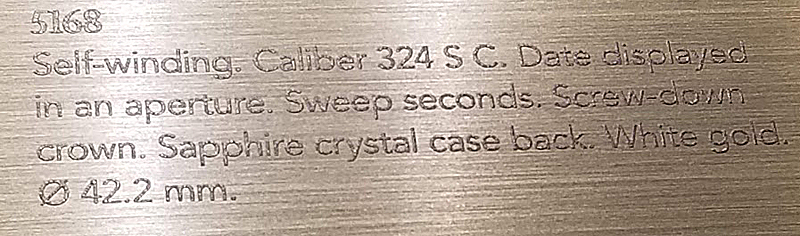 5168
Self-winding. Caliber 324 S C. Date displayed
in an aperture. Sweep seconds. Screw-down
crown. Sapphire crystal case back. White gold.
Ø 42.2 mm.